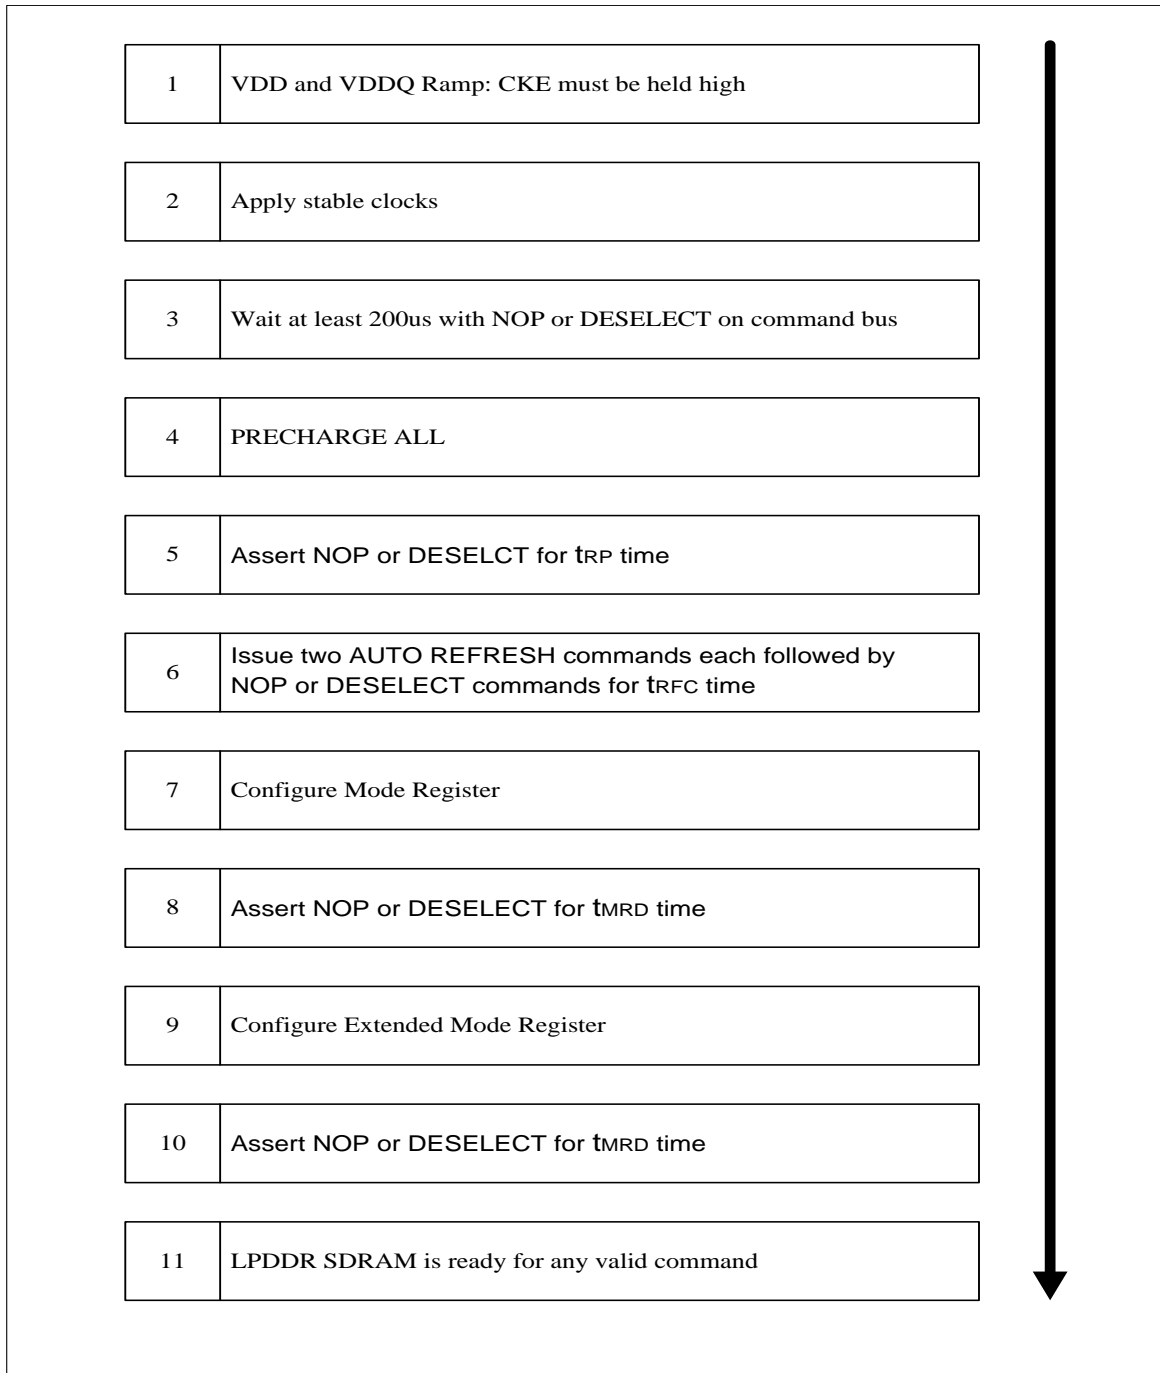 1 VDD and VDDQ Ramp: CKE must be held high
2 Apply stable clocks
3 Wait at least 200us with NOP or DESELECT on command bus
4 PRECHARGE ALL
5 Assert NOP or DESELCT for tRP time
6 Issue two AUTO REFRESH commands each followed by
NOP or DESELECT commands for tRFC time
7 Configure Mode Register
8 Assert NOP or DESELECT for tMRD time
9 Configure Extended Mode Register
10 Assert NOP or DESELECT for tMRD time
11 LPDDR SDRAM is ready for any valid command